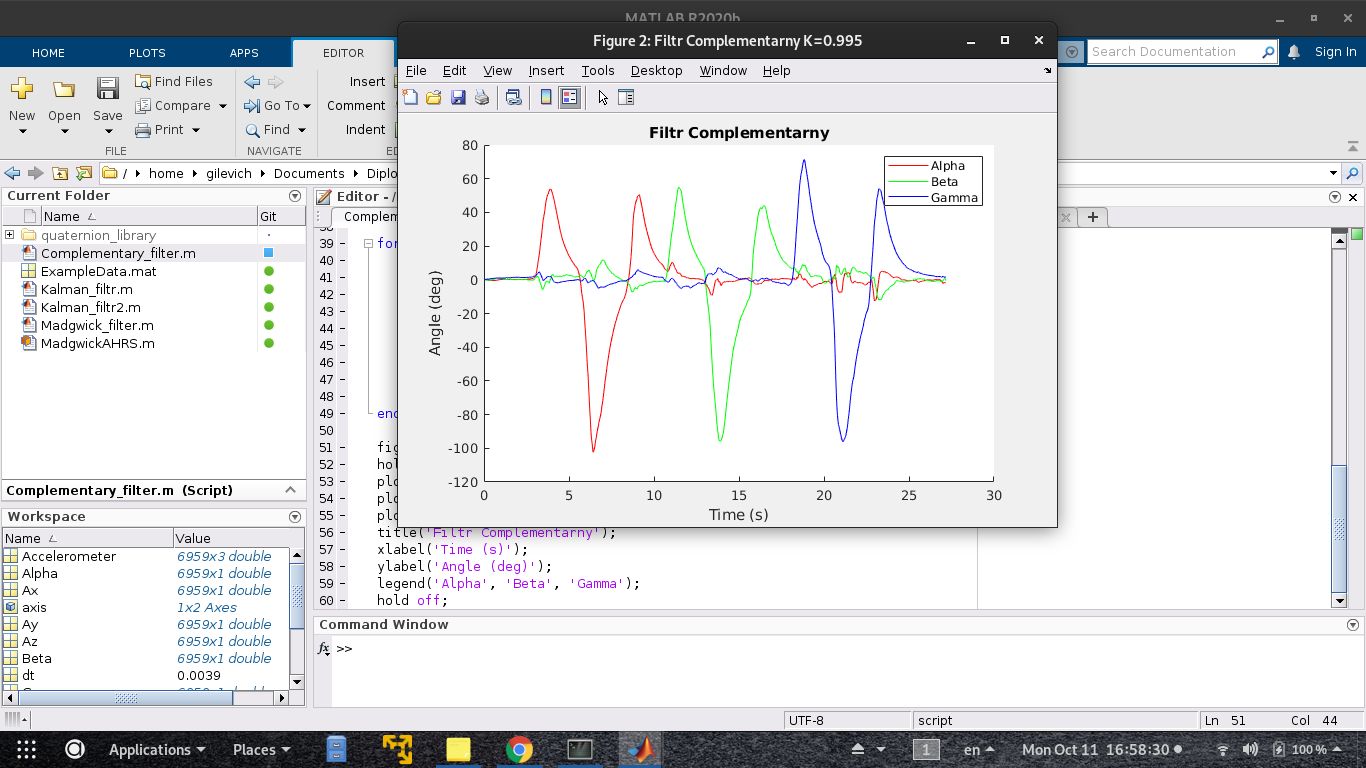 MATLAB R2020b
Figure 2: Filtr Complementarny K=0.995
HOME PLOTS APPS EDITOR
Search Documentation
Sign In
File Edit View Insert Tools Desktop Window Help
New
Open
Save
Find Files
Compare
Print
FILE
Go To
Find
NAVIGATE
Insert
Comment
Indent
/ home gilevich Documents Diplo
Current Folder
Name Git
quaternion_library
Complementary_filter.m
ExampleData.mat
Kalman_filtr.m
Kalman_filtr2.m
Madgwick_filter.m
MadgwickAHRS.m
Complementary_filter.m (Script)
Workspace
Name Value
Accelerometer 6959x3 double
Alpha 6959x1 double
Ax 6959x1 double
axis 1x2 Axes
Ay 6959x1 double
Az 6959x1 double
Beta 6959x1 double
dt 0.0039
Editor - /
Complem
39 for
40
41
42
43
44
45
46
47
48
49 end
50
51 fig
52 hol
53 plo
54 plo
55 plo
56 title('Filtr Complementarny');
57 xlabel('Time (s)');
58 ylabel('Angle (deg)');
59 legend('Alpha', 'Beta', 'Gamma');
60 hold off;
Filtr Complementarny
80
60
40
20
0
-20
-40
-60
-80
-100
-120
Angle (deg)
0 5 10 15 20 25 30
Time (s)
Alpha
Beta
Gamma
Command Window
fx >>
UTF-8 script Ln 51 Col 44
Applications Places 1 en Mon Oct 11 16:58:30 100 %